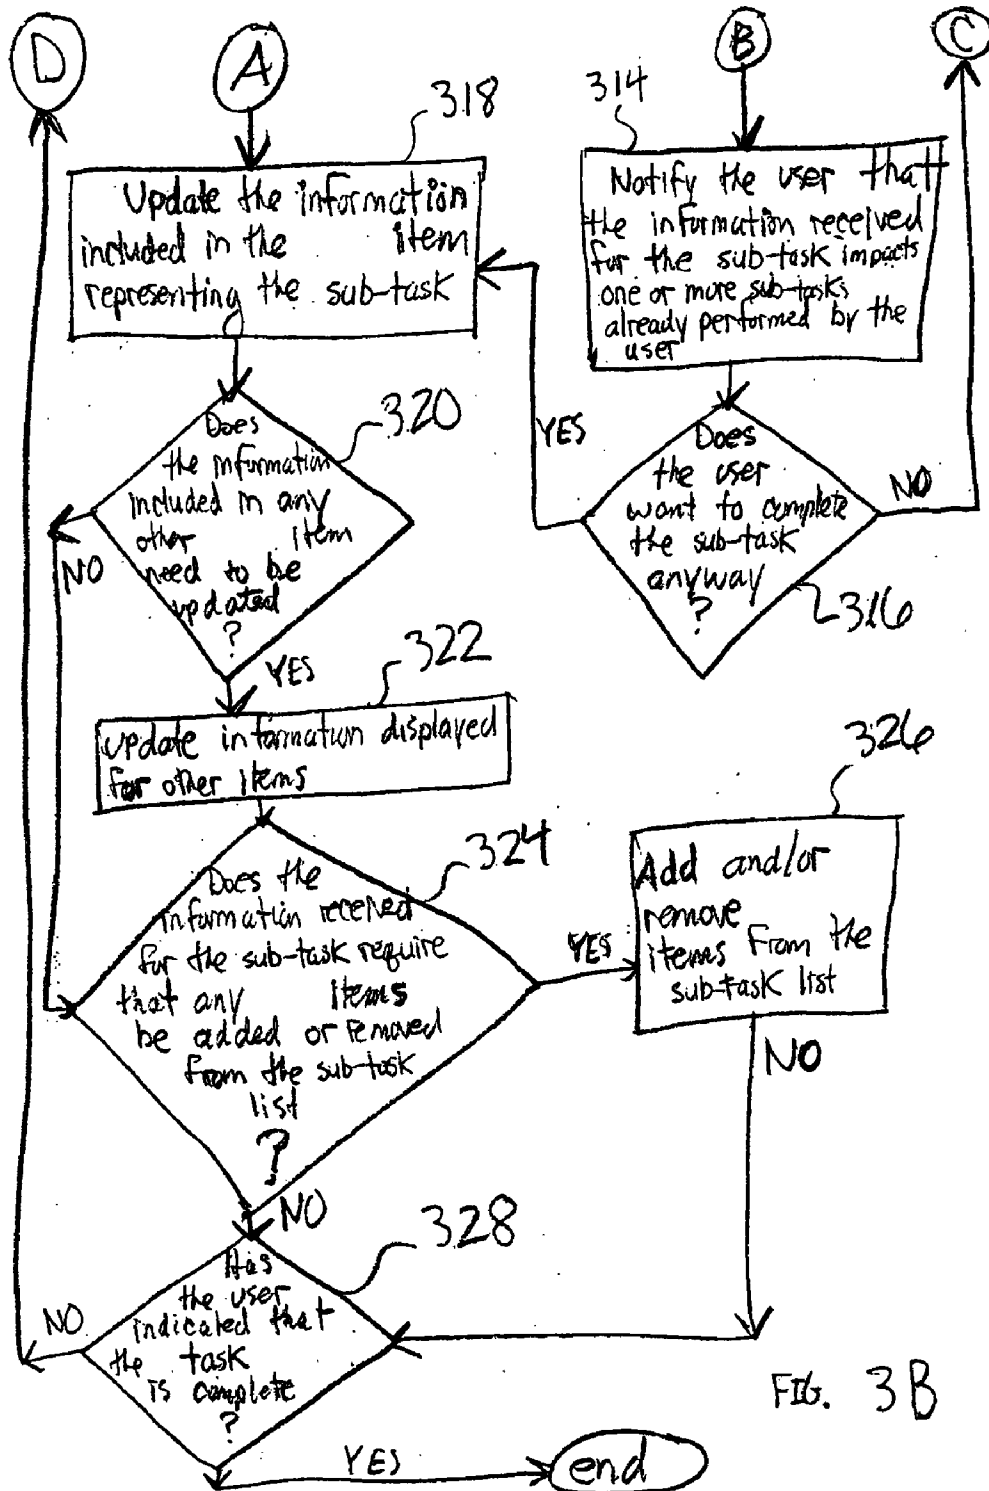 D
A
B
C
318
314
Update the information
included in the item
representing the sub-task
Notify the user that
the information received
for the sub-task impacts
one or more sub-tasks
already performed by the
user
320
Does
the information
included in any
other item
need to be
updated
?
NO
YES
YES
Does
the user
want to complete
the sub-task
anyway
?
NO
316
322
update information displayed
for other items
324
Does the
information received
for the sub-task require
that any items
be added or removed
from the sub-task
list
?
YES
NO
326
Add and/or
remove
items from the
sub-task list
NO
328
Has
the user
indicated that
the task
is complete
?
NO
YES
end
FIG. 3B